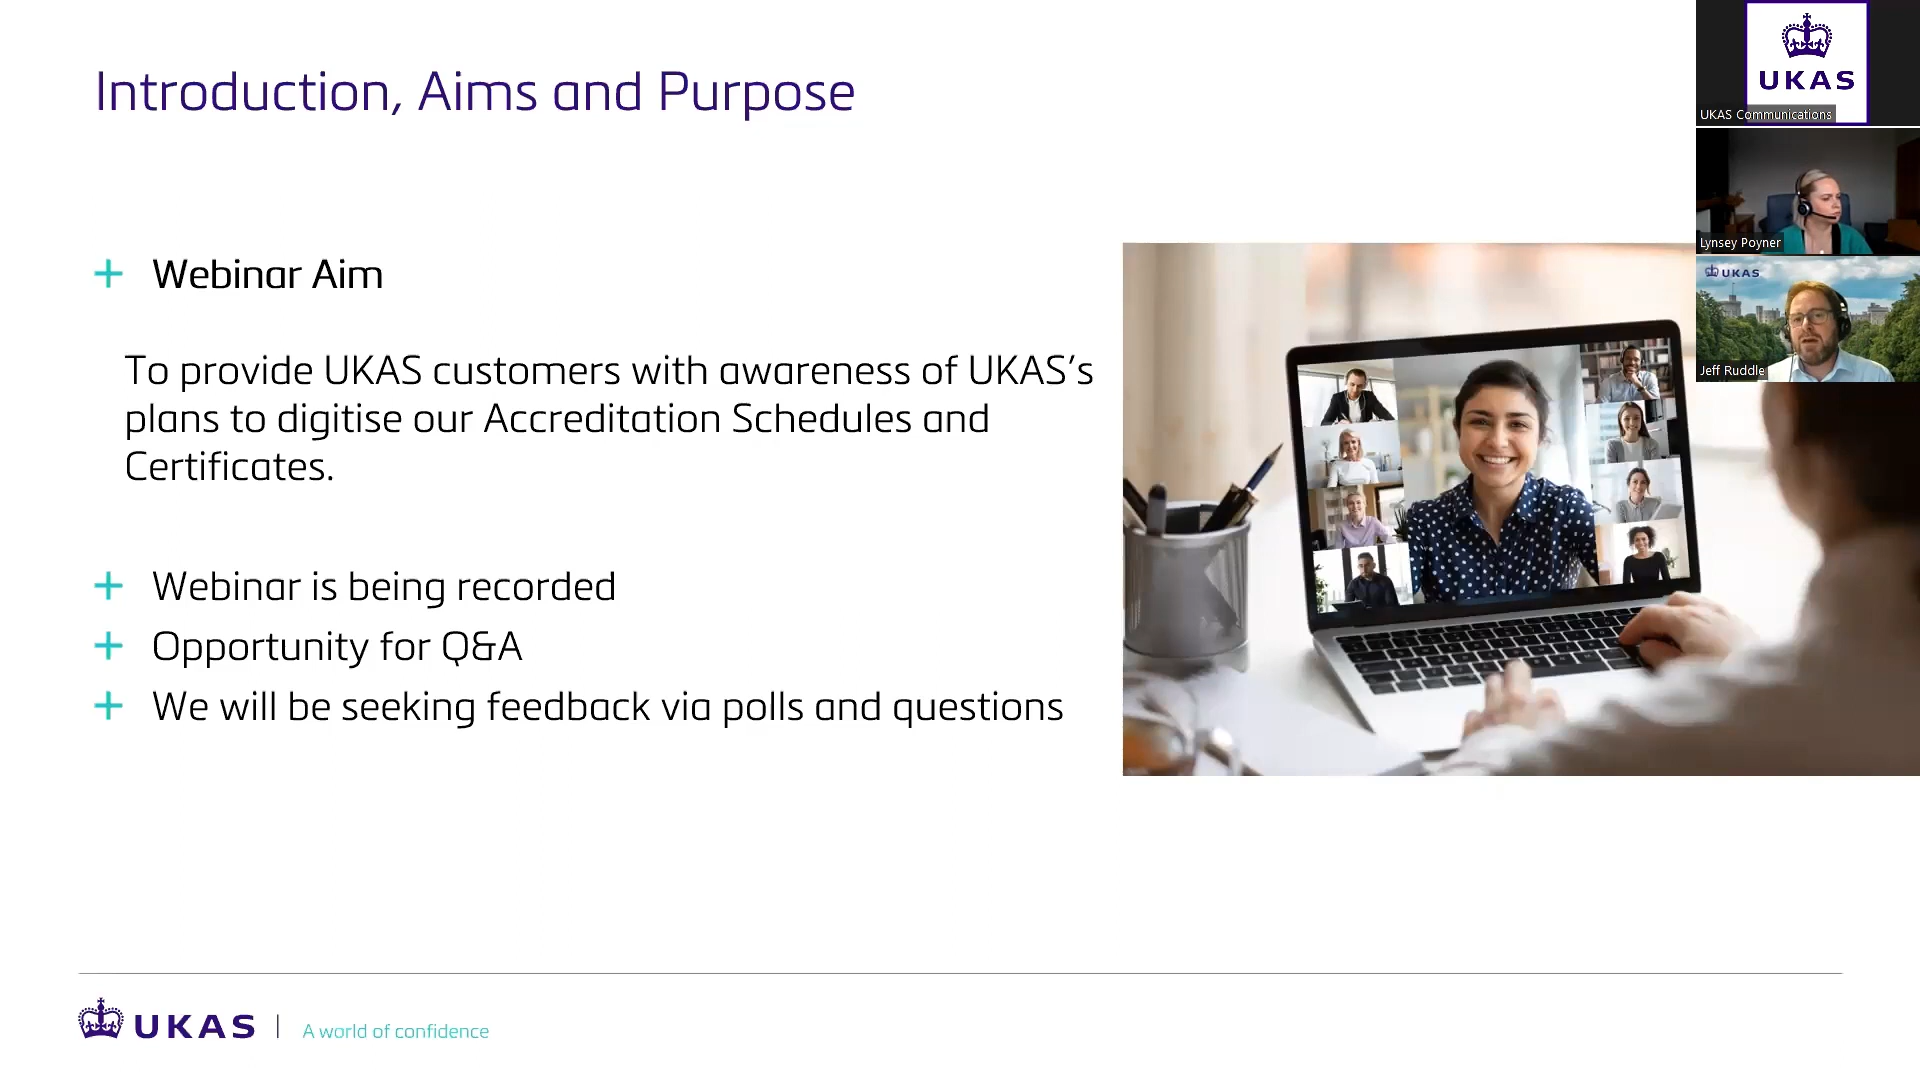 Introduction, Aims and Purpose
Webinar Aim
To provide UKAS customers with awareness of UKAS’s
plans to digitise our Accreditation Schedules and
Certificates.
Webinar is being recorded
Opportunity for Q&A
We will be seeking feedback via polls and questions
UKAS
A world of confidence
UKAS
UKAS Communications
Lynsey Poyner
UKAS
Jeff Ruddle